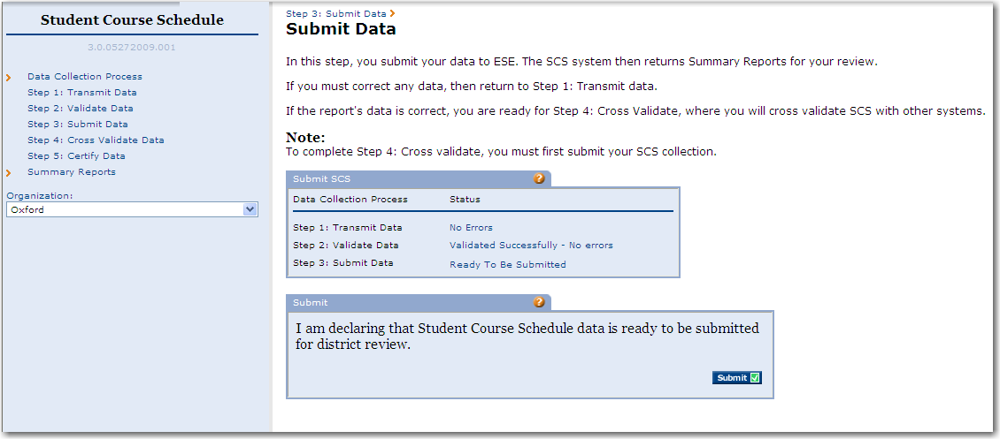 Student Course Schedule
3.0.05272009.001
Data Collection Process
Step 1: Transmit Data
Step 2: Validate Data
Step 3: Submit Data
Step 4: Cross Validate Data
Step 5: Certify Data
Summary Reports
Organization:
Oxford
Step 3: Submit Data
Submit Data
In this step, you submit your data to ESE. The SCS system then returns Summary Reports for your review.
If you must correct any data, then return to Step 1: Transmit data.
If the report's data is correct, you are ready for Step 4: Cross Validate, where you will cross validate SCS with other systems.
Note:
To complete Step 4: Cross validate, you must first submit your SCS collection.
Submit SCS ?
Data Collection Process Status
Step 1: Transmit Data No Errors
Step 2: Validate Data Validated Successfully - No errors
Step 3: Submit Data Ready To Be Submitted
Submit ?
I am declaring that Student Course Schedule data is ready to be submitted
for district review.
Submit